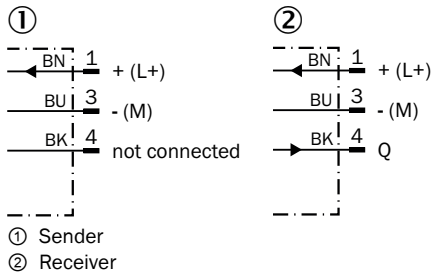 ① ②
BN 1 + (L+) BN 1 + (L+)
BU 3 - (M) BU 3 - (M)
BK 4 not connected BK 4 Q
① Sender
② Receiver